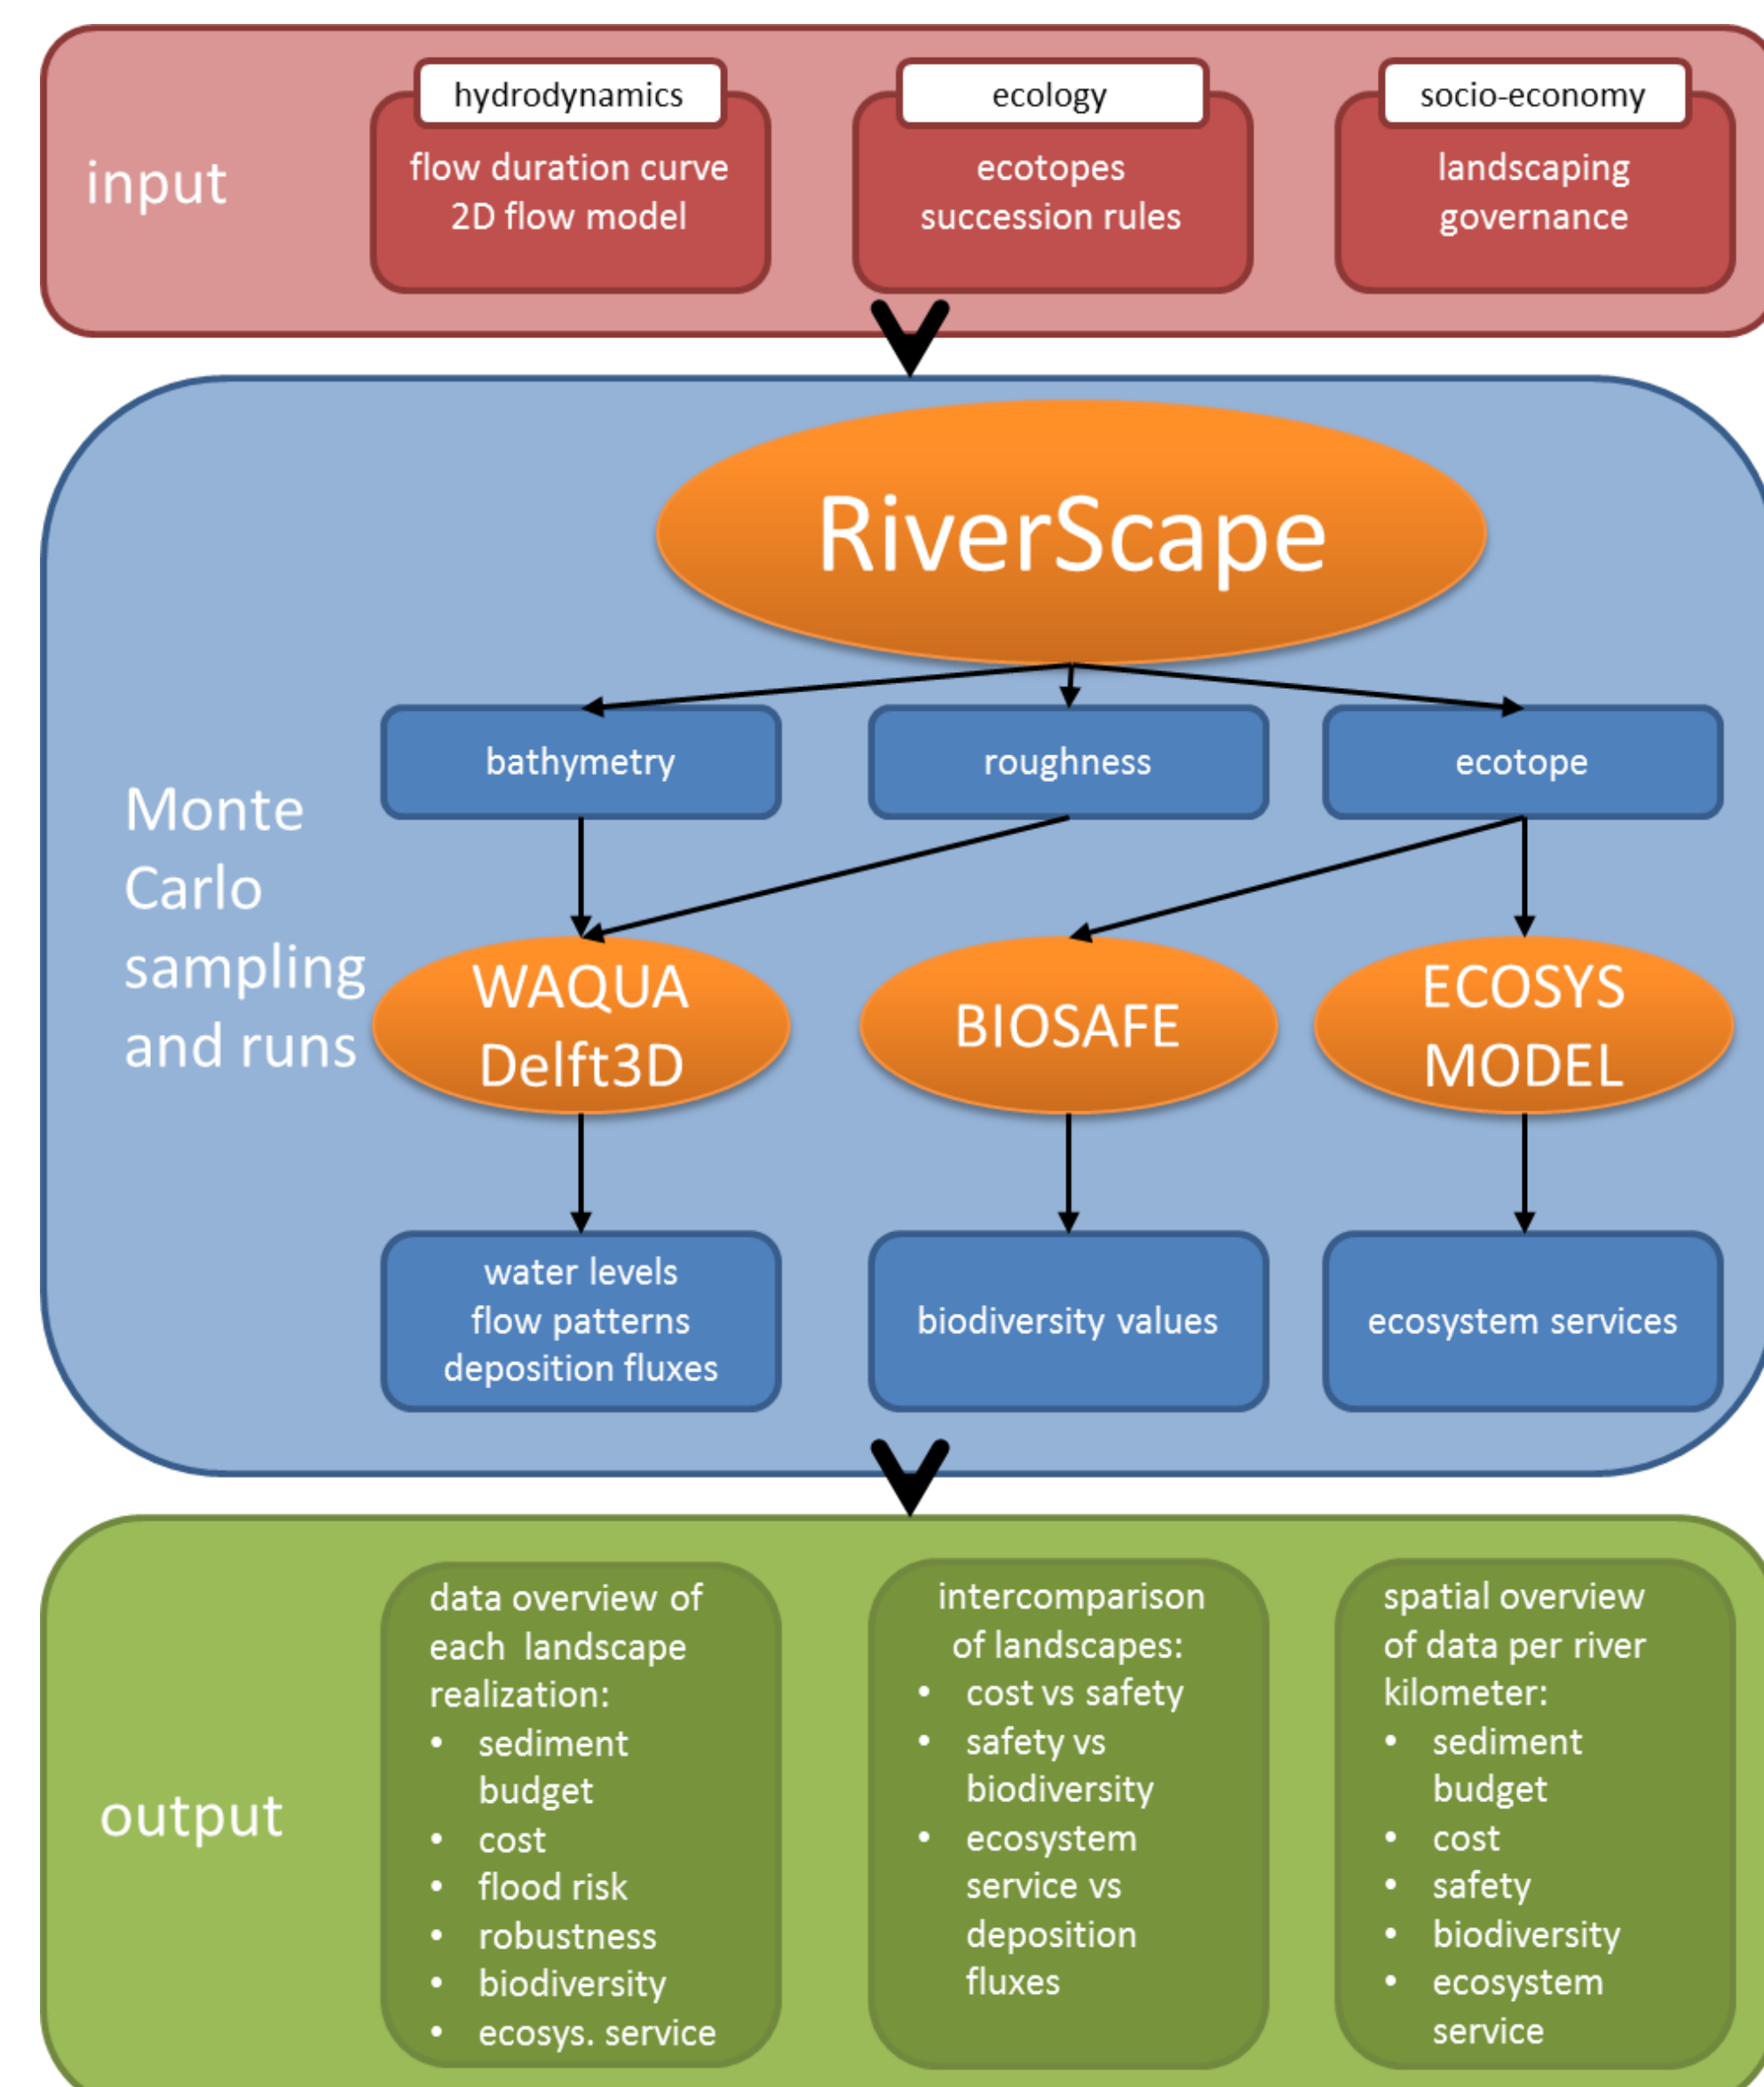 input
hydrodynamics
flow duration curve
2D flow model
ecology
ecotopes
succession rules
socio-economy
landscaping
governance
Monte
Carlo
sampling
and runs
RiverScape
bathymetry
roughness
ecotope
WAQUA
Delft3D
BIOSAFE
ECOSYS
MODEL
water levels
flow patterns
deposition fluxes
biodiversity values
ecosystem services
output
data overview of
each landscape
realization:
• sediment
budget
• cost
• flood risk
• robustness
• biodiversity
• ecosys. service
intercomparison
of landscapes:
• cost vs safety
• safety vs
biodiversity
• ecosystem
service vs
deposition
fluxes
spatial overview
of data per river
kilometer:
• sediment
budget
• cost
• safety
• biodiversity
• ecosystem
service